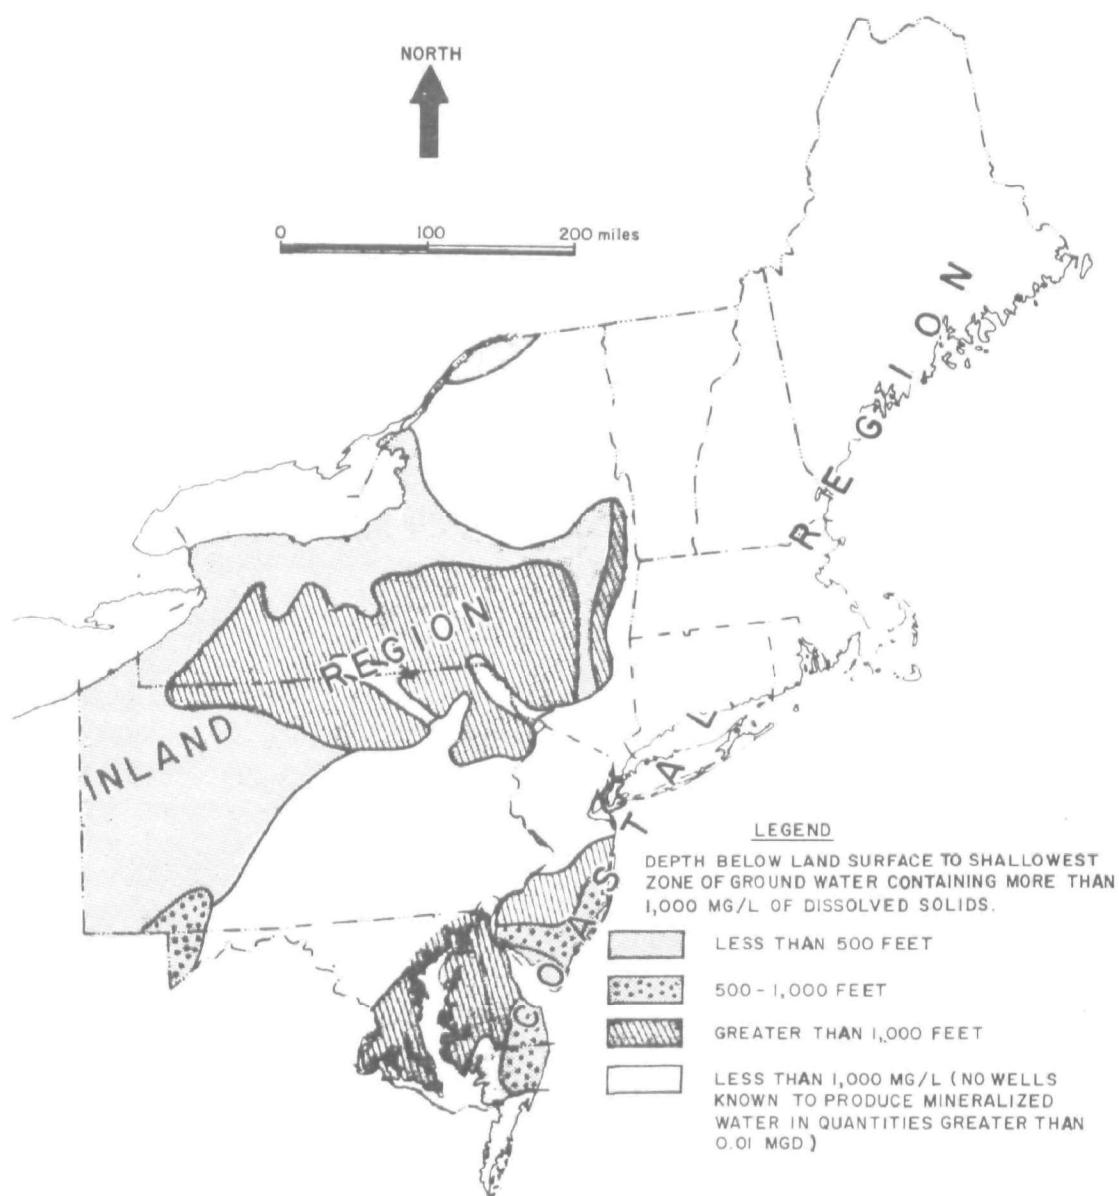 NORTH
0 100 200 miles
COASTAL REGION
INLAND REGION
LEGEND
DEPTH BELOW LAND SURFACE TO SHALLOWEST
ZONE OF GROUND WATER CONTAINING MORE THAN
1,000 MG/L OF DISSOLVED SOLIDS.
LESS THAN 500 FEET
500-1,000 FEET
GREATER THAN 1,000 FEET
LESS THAN 1,000 MG/L (NO WELLS
KNOWN TO PRODUCE MINERALIZED
WATER IN QUANTITIES GREATER THAN
0.01 MGD.)